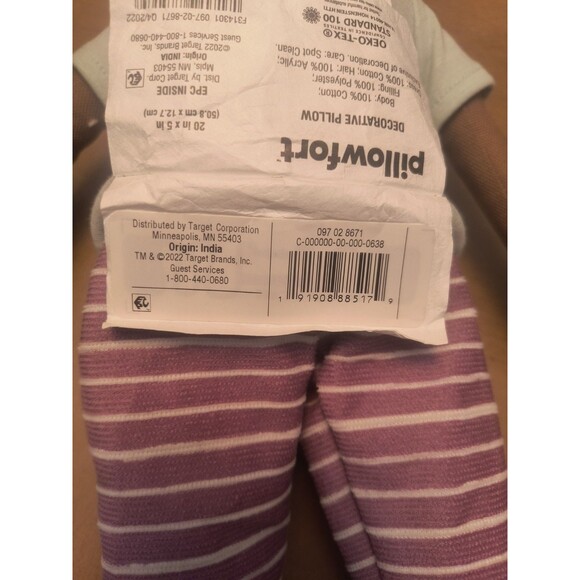 F314301 097-02-8671 04/2022
Guest Services 1-800-440-0680
©2022 Target Brands, Inc.
Origin: INDIA
Mpls, MN 55403
Dist. by Target Corp.
EPC INSIDE
(50.8 cm x 12.7 cm)
20 in x 5 in
STANDARD 100
OEKO-TEX®
of Decoration. Care: Spot Clean.
Cotton; Hair: 100% Acrylic;
Filling: 100% Polyester;
Body: 100% Cotton;
DECORATIVE PILLOW
pillowfort™
Distributed by Target Corporation
Minneapolis, MN 55403
Origin: India
TM & ©2022 Target Brands, Inc.
Guest Services
1-800-440-0680
097 02 8671
C-000000-00-000-0638
1 91908 88517 9